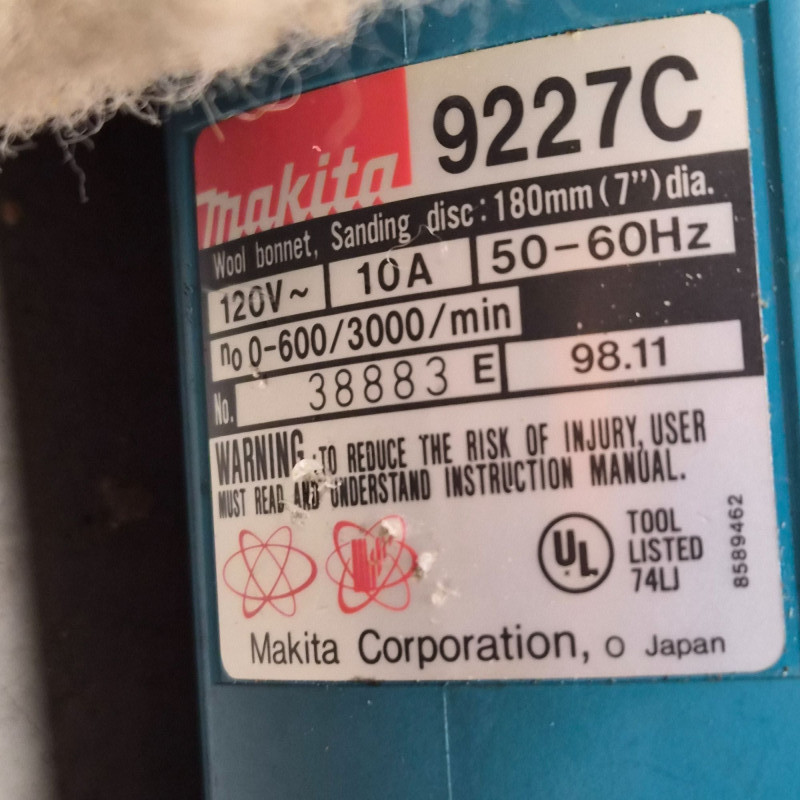 makita
9227C
Wool bonnet, Sanding disc: 180mm (7") dia.
120V~ 10A 50-60Hz
no 0-600/3000/min
No. 38883 E 98.11
WARNING : TO REDUCE THE RISK OF INJURY, USER
MUST READ AND UNDERSTAND INSTRUCTION MANUAL.
UL TOOL
LISTED
74LJ
8589462
Makita Corporation, O Japan